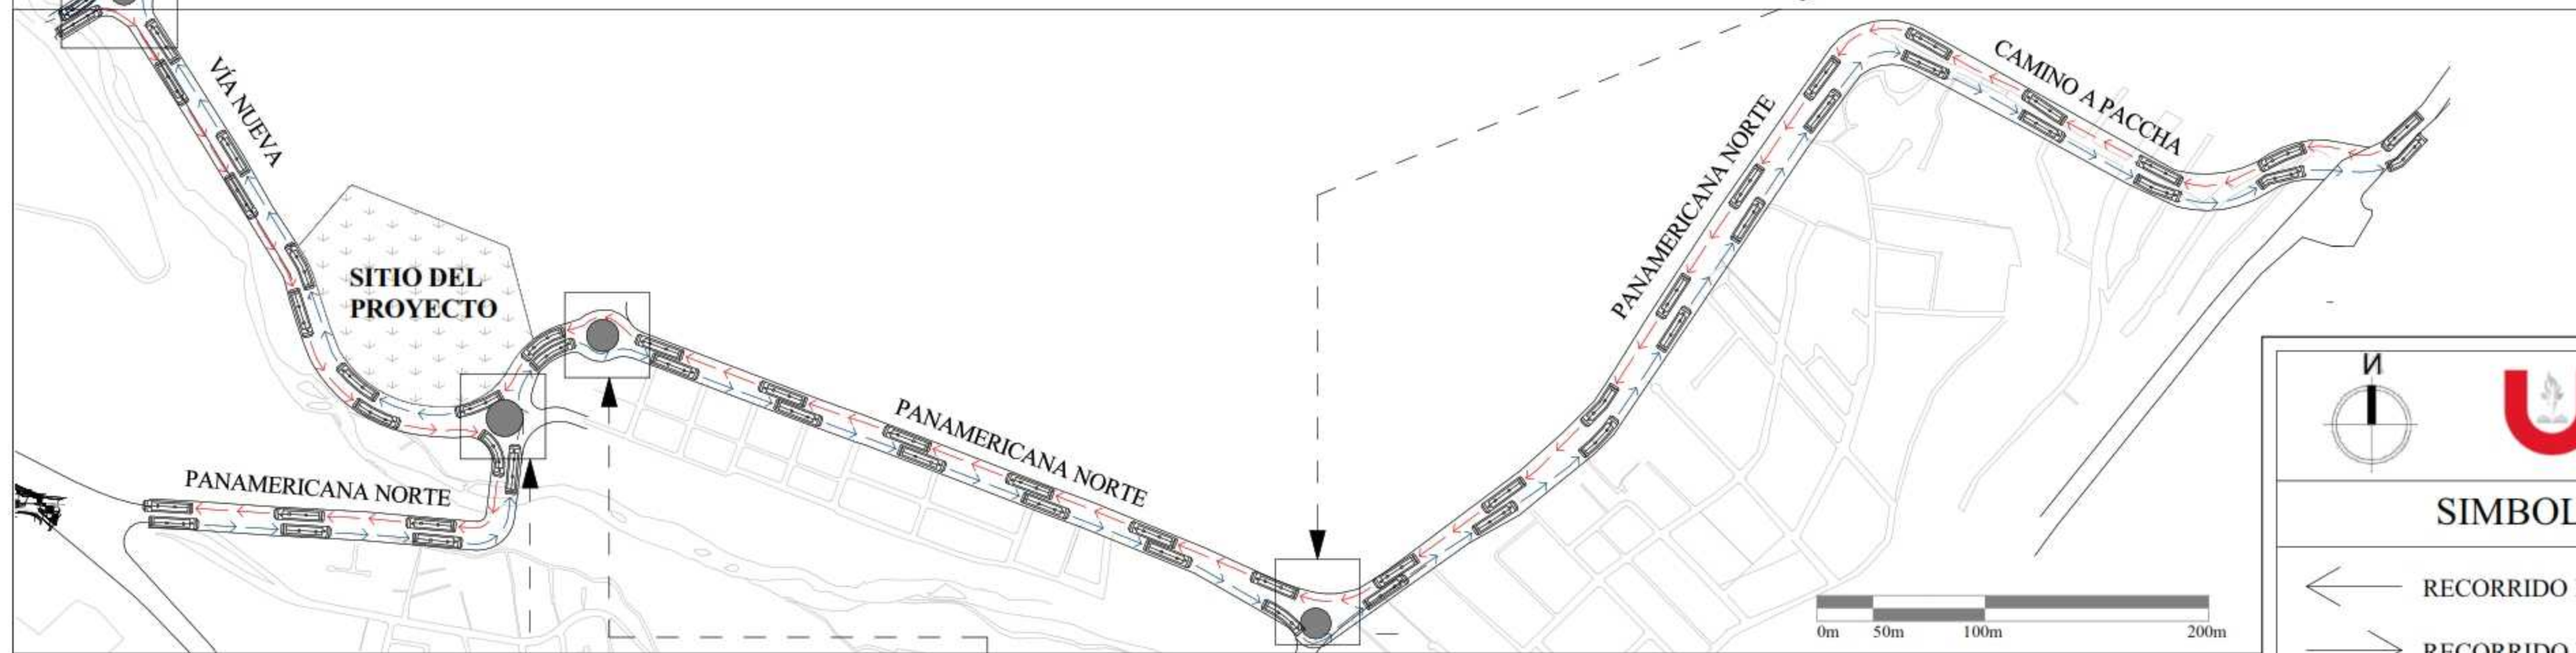 VÍA NUEVA
CAMINO A PACCHA
PANAMERICANA NORTE
SITIO DEL
PROYECTO
PANAMERICANA NORTE
PANAMERICANA NORTE
N
U
SIMBOL
RECORRIDO
0m 50m 100m 200m
RECORRIDO